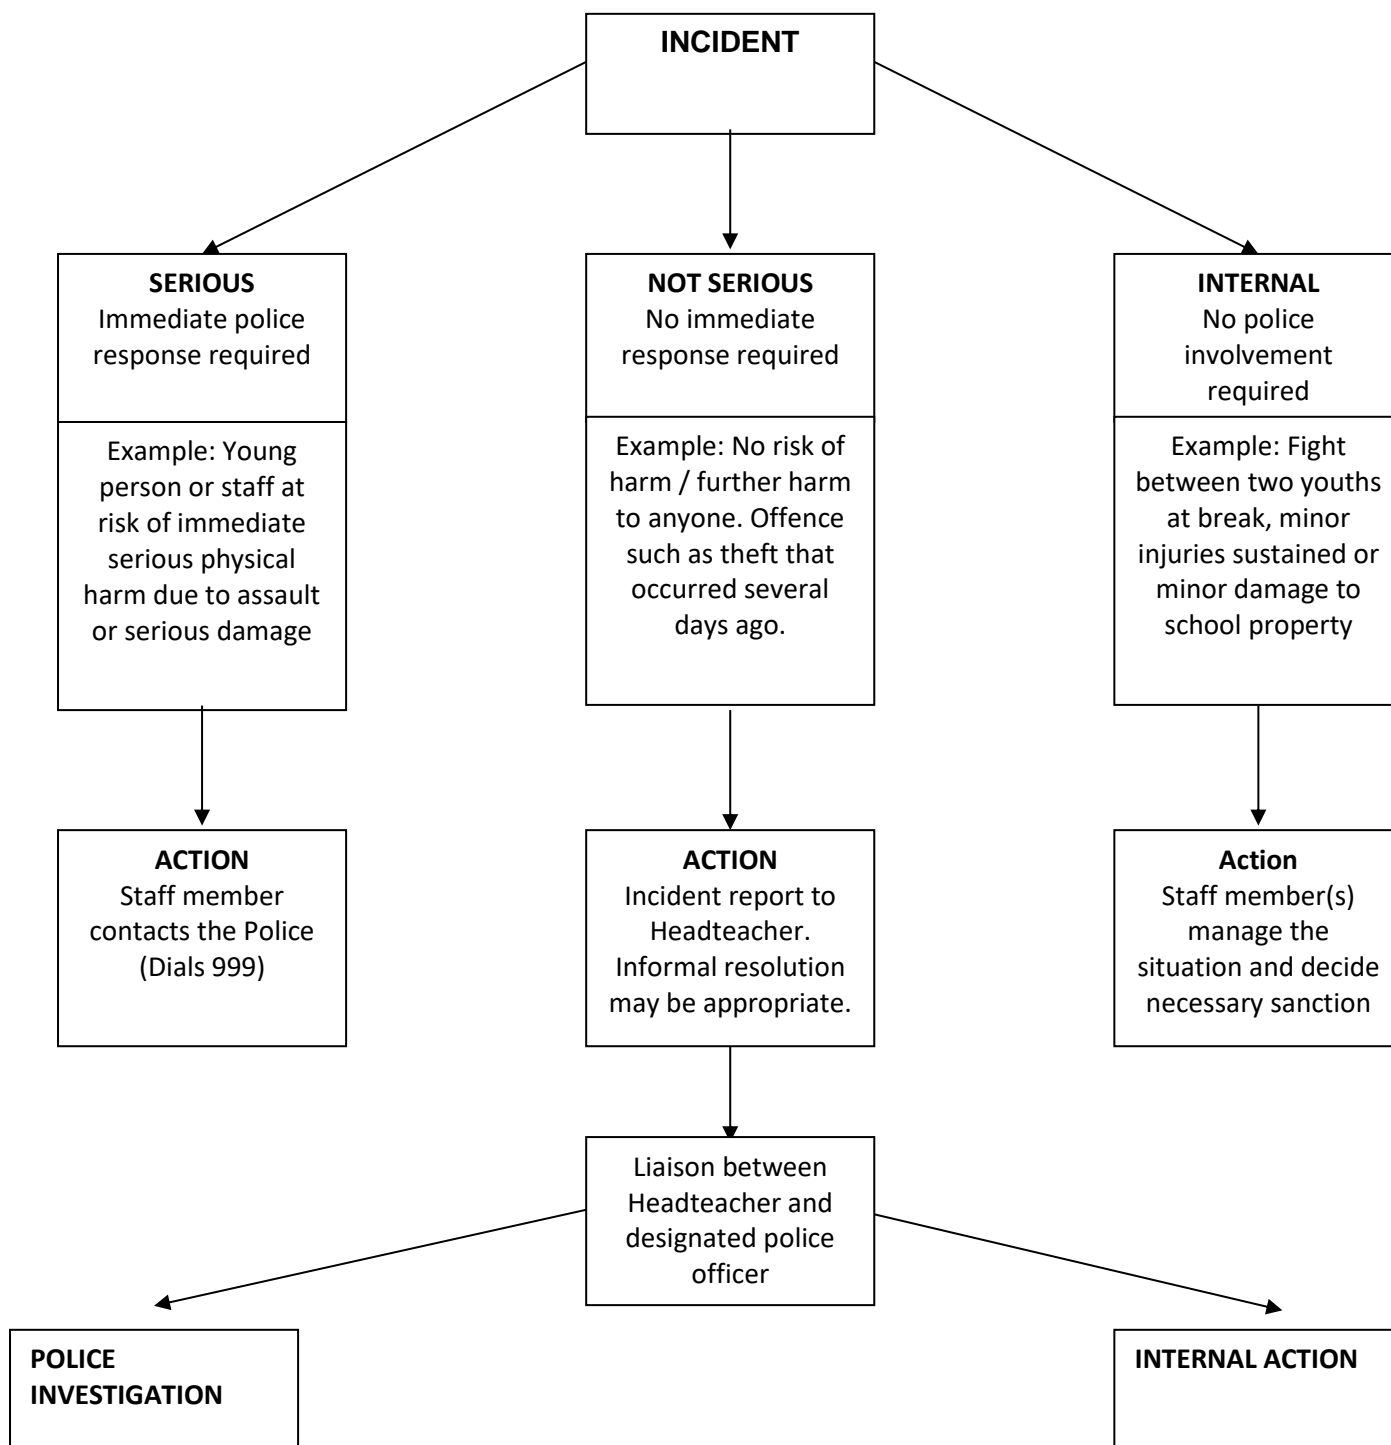 INCIDENT
SERIOUS
Immediate police
response required
NOT SERIOUS
No immediate
response required
INTERNAL
No police
involvement
required
Example: Young
person or staff at
risk of immediate
serious physical
harm due to assault
or serious damage
Example: No risk of
harm / further harm
to anyone. Offence
such as theft that
occurred several
days ago.
Example: Fight
between two youths
at break, minor
injuries sustained or
minor damage to
school property
ACTION
Staff member
contacts the Police
(Dials 999)
ACTION
Incident report to
Headteacher.
Informal resolution
may be appropriate.
Action
Staff member(s)
manage the
situation and decide
necessary sanction
Liaison between
Headteacher and
designated police
officer
POLICE
INVESTIGATION
INTERNAL ACTION